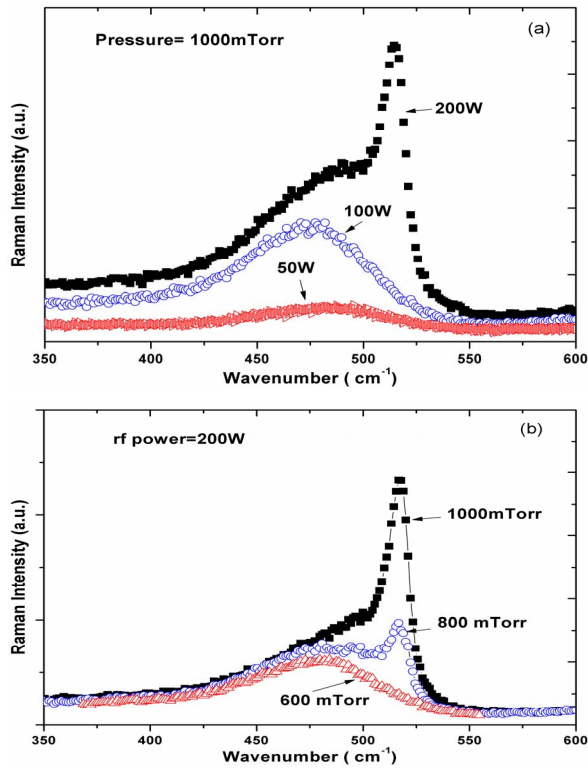 (a)
Pressure= 1000mTorr
200W
100W
50W
Raman Intensity (a.u.)
350 400 450 500 550 600
Wavenumber ( cm-1)
(b)
rf power=200W
1000mTorr
800 mTorr
600 mTorr
Raman Intensity (a.u.)
350 400 450 500 550 600
Wavenumber ( cm-1)